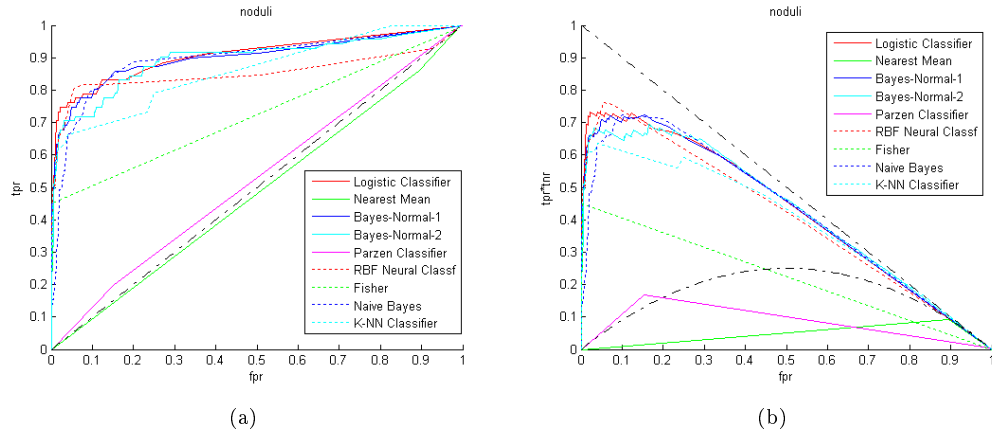 noduli
1
0.9
0.8
0.7
0.6
0.5
0.4
0.3
0.2
0.1
0
tpr
0 0.1 0.2 0.3 0.4 0.5 0.6 0.7 0.8 0.9 1
fpr
Logistic Classifier
Nearest Mean
Bayes-Normal-1
Bayes-Normal-2
Parzen Classifier
RBF Neural Classf
Fisher
Naive Bayes
K-NN Classifier
(a)
noduli
1
0.9
0.8
0.7
0.6
0.5
0.4
0.3
0.2
0.1
0
tpr*tnr
0 0.1 0.2 0.3 0.4 0.5 0.6 0.7 0.8 0.9 1
fpr
Logistic Classifier
Nearest Mean
Bayes-Normal-1
Bayes-Normal-2
Parzen Classifier
RBF Neural Classf
Fisher
Naive Bayes
K-NN Classifier
(b)